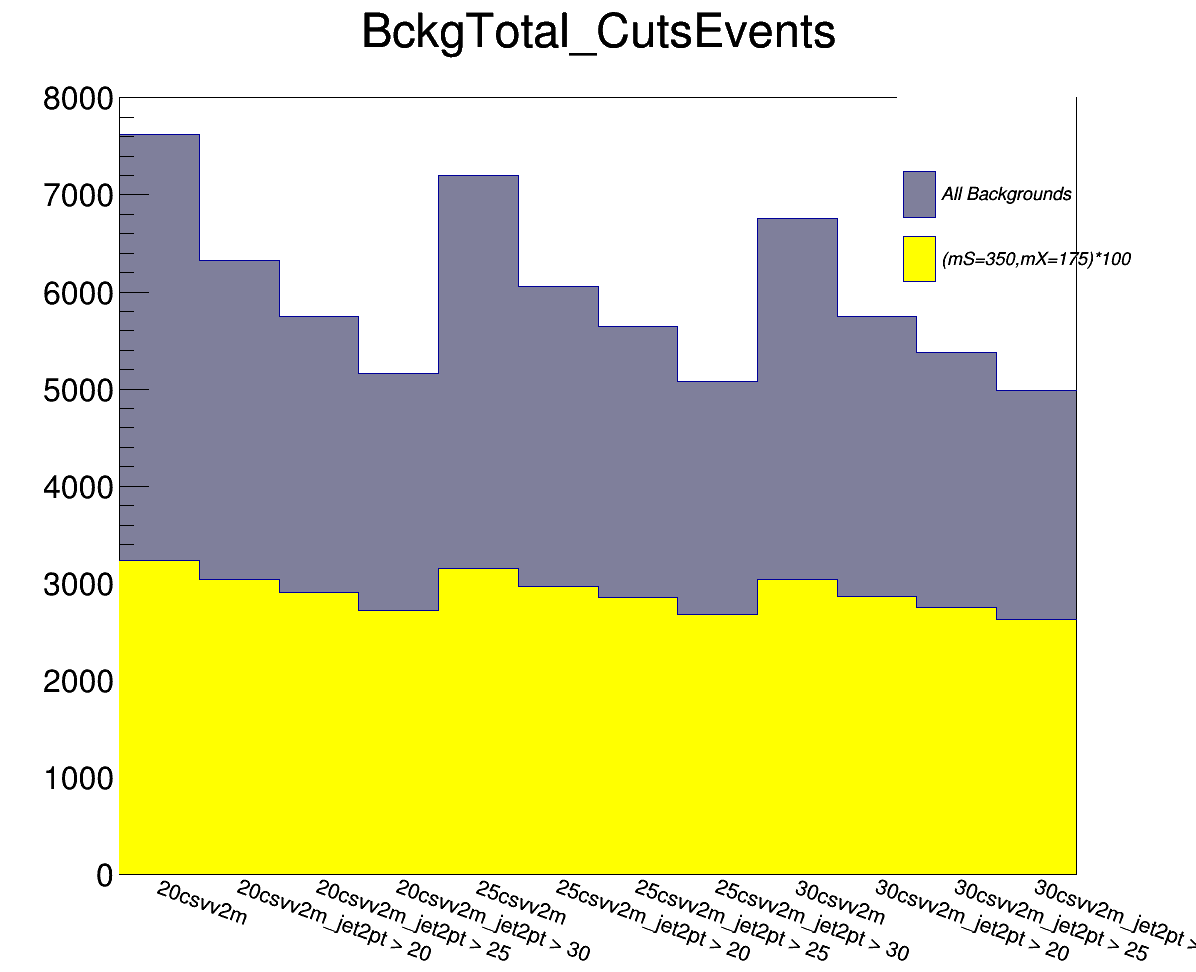 BckgTotal_CutsEvents
8000
7000
6000
5000
4000
3000
2000
1000
0
All Backgrounds
(mS=350,mX=175)*100
20csvv2m
20csvv2m_jet2pt > 20
20csvv2m_jet2pt > 25
20csvv2m_jet2pt > 30
25csvv2m
25csvv2m_jet2pt > 20
25csvv2m_jet2pt > 25
25csvv2m_jet2pt > 30
30csvv2m
30csvv2m_jet2pt > 20
30csvv2m_jet2pt > 25
30csvv2m_jet2pt >